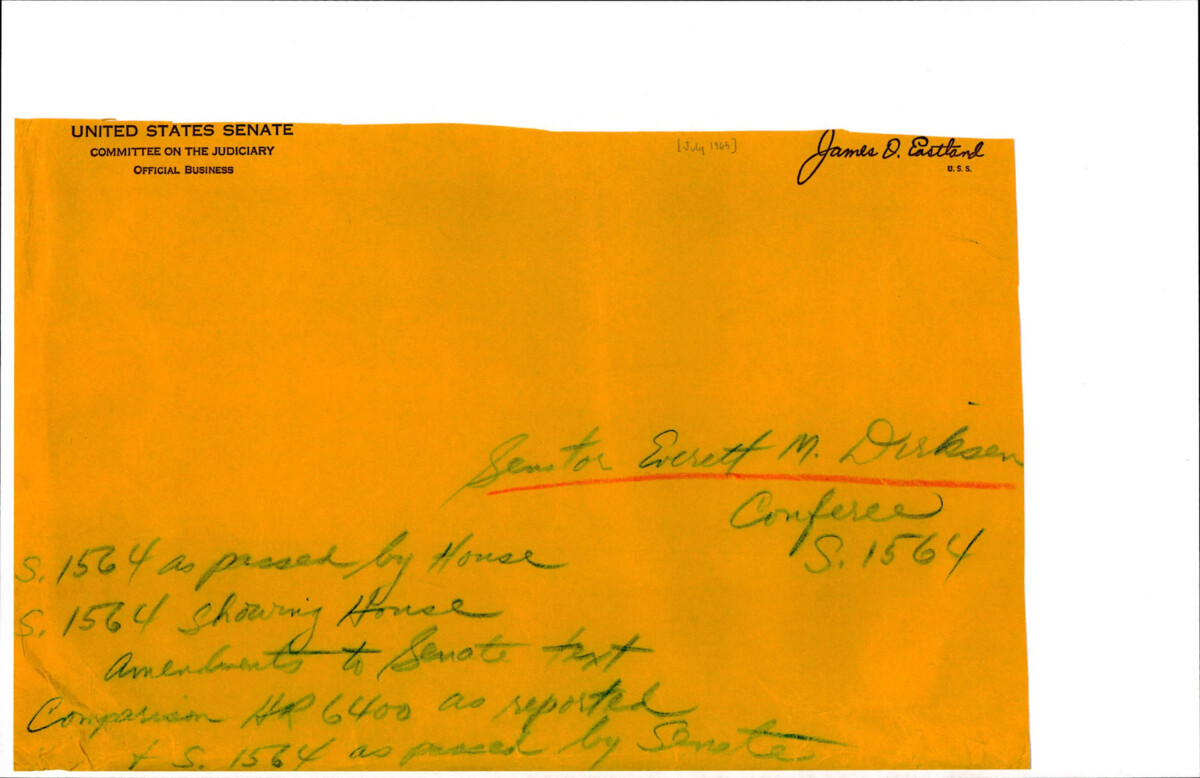 UNITED STATES SENATE
COMMITTEE ON THE JUDICIARY
OFFICIAL BUSINESS
[July 1965]
James O. Eastland
U. S. S.
Senator Everett M. Dirksen
Conferee
S. 1564
S. 1564 as passed by House
S. 1564 showing House
Amendments to Senate text
Comparison HR 6400 as reported
+ S. 1564 as passed by Senate